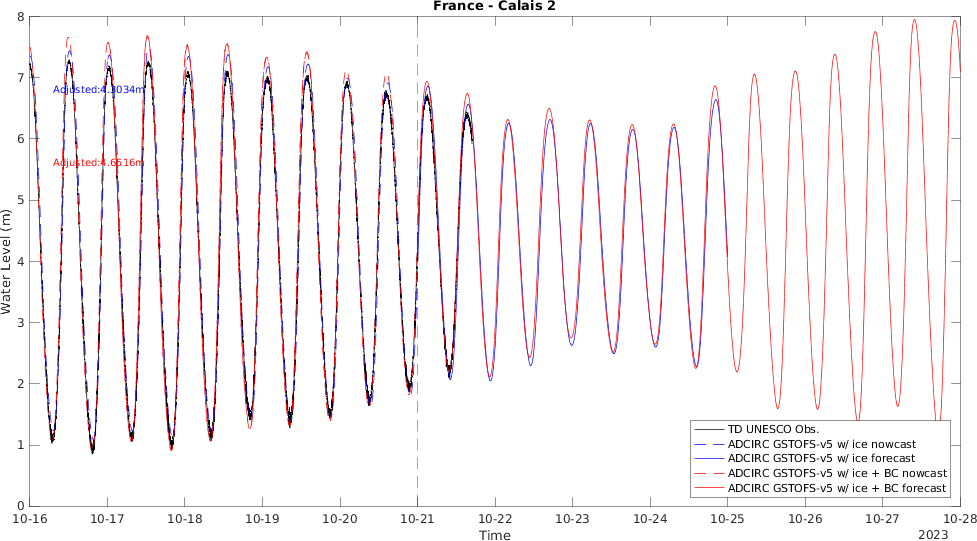 France - Calais 2
8
7
6
5
4
3
2
1
0
Water Level (m)
Adjusted:4.3034m
Adjusted:4.6516m
TD UNESCO Obs.
ADCIRC GSTOFS-v5 w/ ice nowcast
ADCIRC GSTOFS-v5 w/ ice forecast
ADCIRC GSTOFS-v5 w/ ice + BC nowcast
ADCIRC GSTOFS-v5 w/ ice + BC forecast
10-16 10-17 10-18 10-19 10-20 10-21 10-22 10-23 10-24 10-25 10-26 10-27 10-28
Time
2023